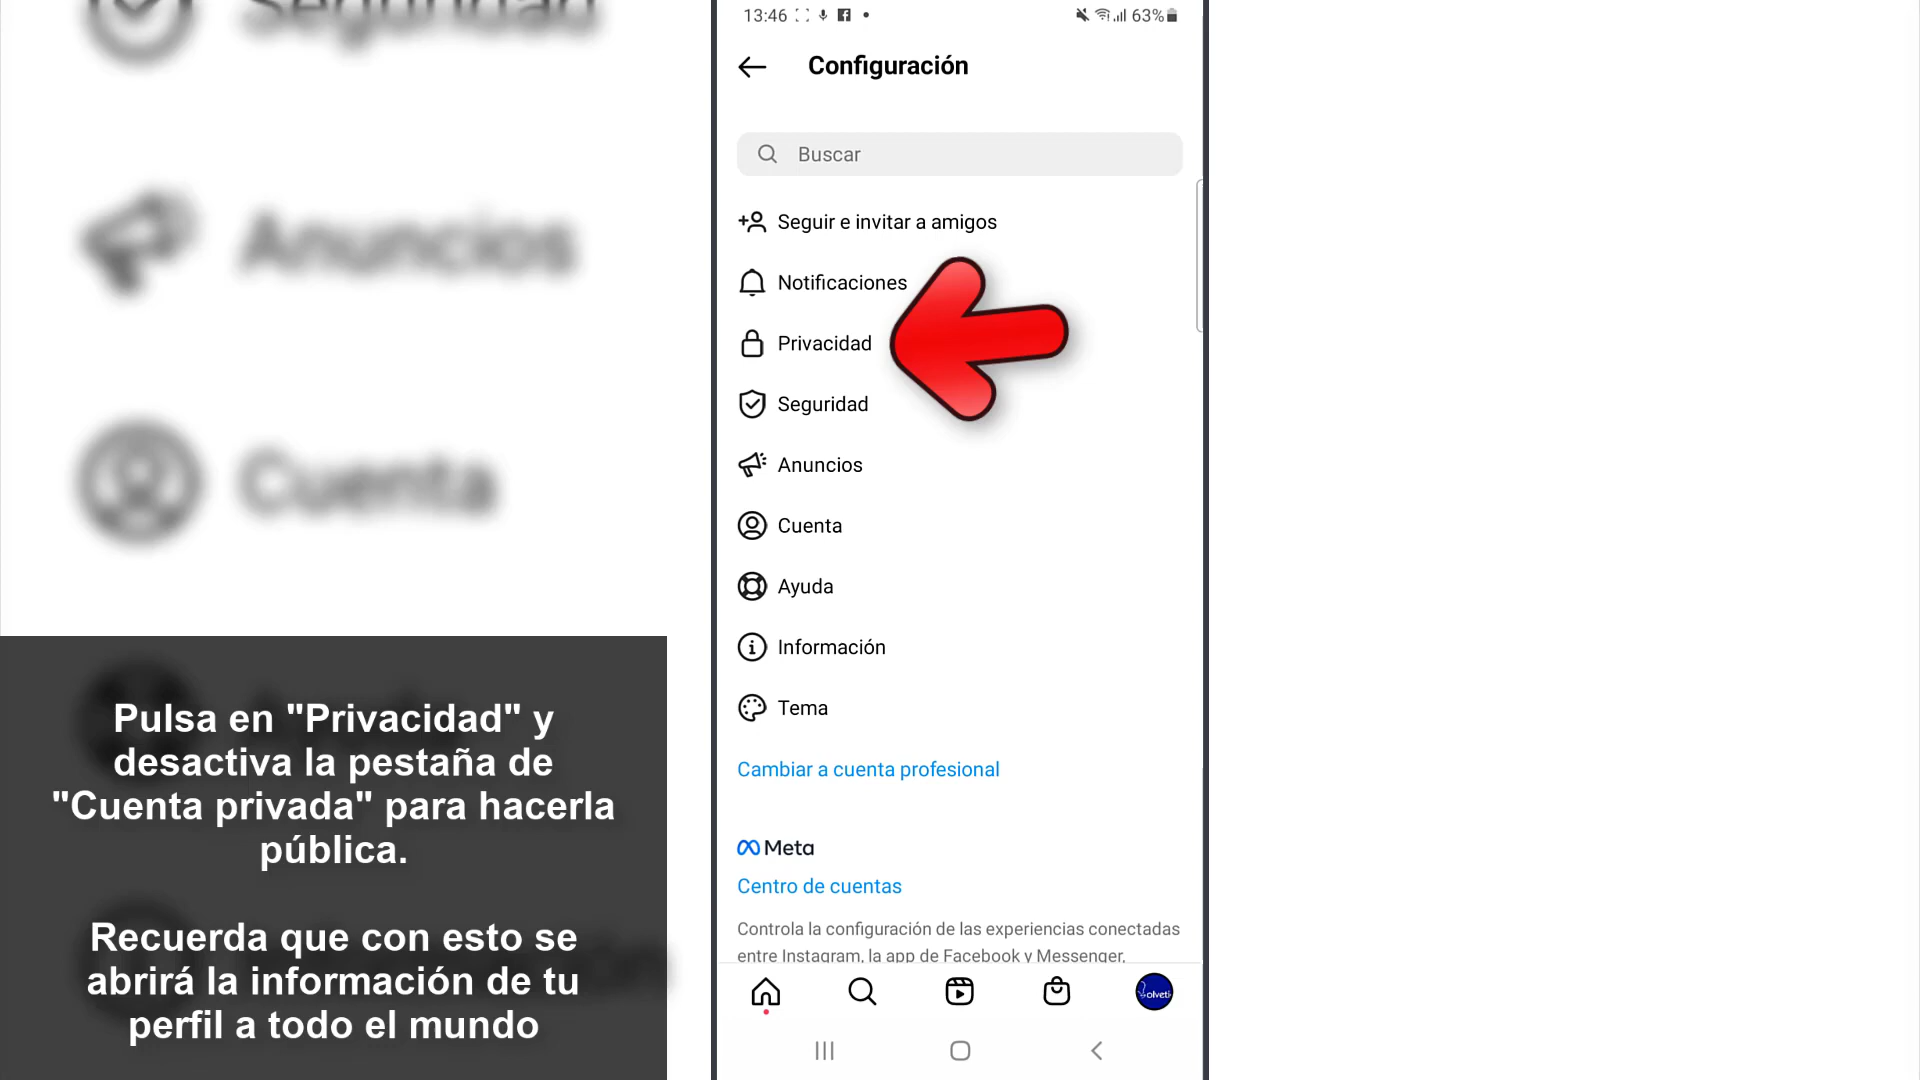 Seguridad
Anuncios
Cuenta
Pulsa en "Privacidad" y
desactiva la pestaña de
"Cuenta privada" para hacerla
pública.
Recuerda que con esto se
abrirá la información de tu
perfil a todo el mundo
13:46
63%
Configuración
Buscar
Seguir e invitar a amigos
Notificaciones
Privacidad
Seguridad
Anuncios
Cuenta
Ayuda
Información
Tema
Cambiar a cuenta profesional
Meta
Centro de cuentas
Controla la configuración de las experiencias conectadas
entre Instagram, la app de Facebook y Messenger,